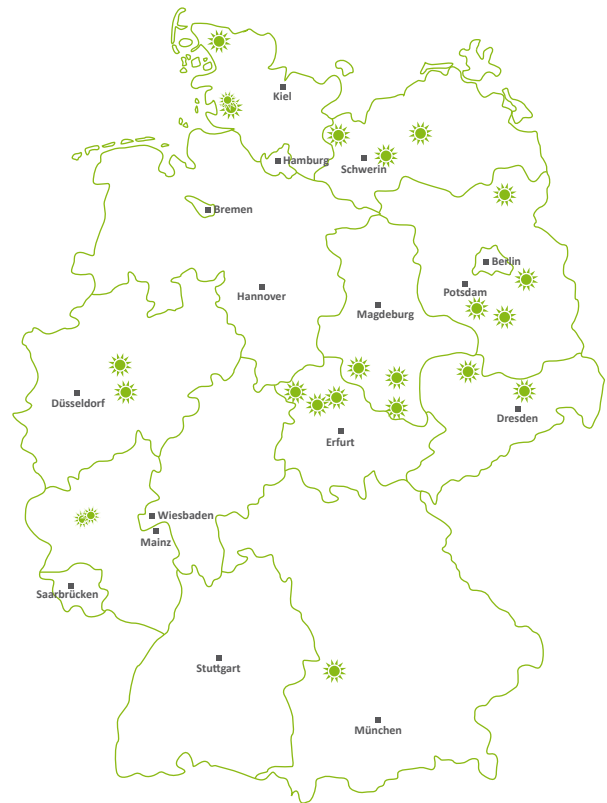 Kiel
Hamburg
Schwerin
Bremen
Berlin
Hannover
Potsdam
Magdeburg
Düsseldorf
Dresden
Erfurt
Wiesbaden
Mainz
Saarbrücken
Stuttgart
München